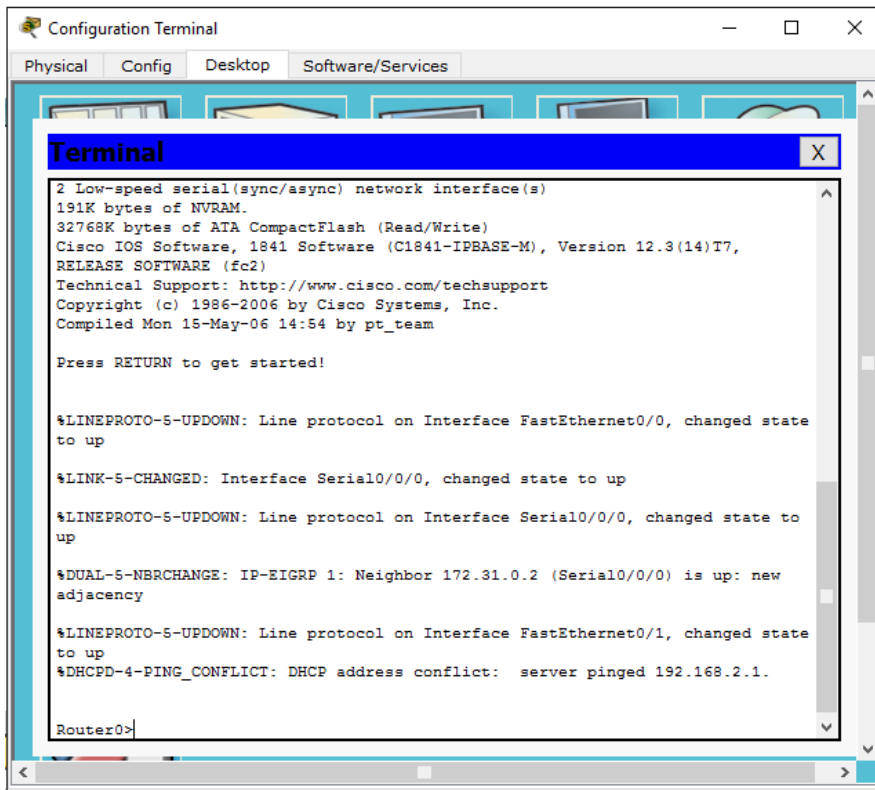 Configuration Terminal
Physical Config Desktop Software/Services
Terminal X
2 Low-speed serial(sync/async) network interface(s)
191K bytes of NVRAM.
32768K bytes of ATA CompactFlash (Read/Write)
Cisco IOS Software, 1841 Software (C1841-IPBASE-M), Version 12.3(14)T7,
RELEASE SOFTWARE (fc2)
Technical Support: http://www.cisco.com/techsupport
Copyright (c) 1986-2006 by Cisco Systems, Inc.
Compiled Mon 15-May-06 14:54 by pt_team
Press RETURN to get started!
%LINEPROTO-5-UPDOWN: Line protocol on Interface FastEthernet0/0, changed state
to up
%LINK-5-CHANGED: Interface Serial0/0/0, changed state to up
%LINEPROTO-5-UPDOWN: Line protocol on Interface Serial0/0/0, changed state to
up
%DUAL-5-NBRCHANGE: IP-EIGRP 1: Neighbor 172.31.0.2 (Serial0/0/0) is up: new
adjacency
%LINEPROTO-5-UPDOWN: Line protocol on Interface FastEthernet0/1, changed state
to up
%DHCPD-4-PING_CONFLICT: DHCP address conflict:  server pinged 192.168.2.1.
Router0>